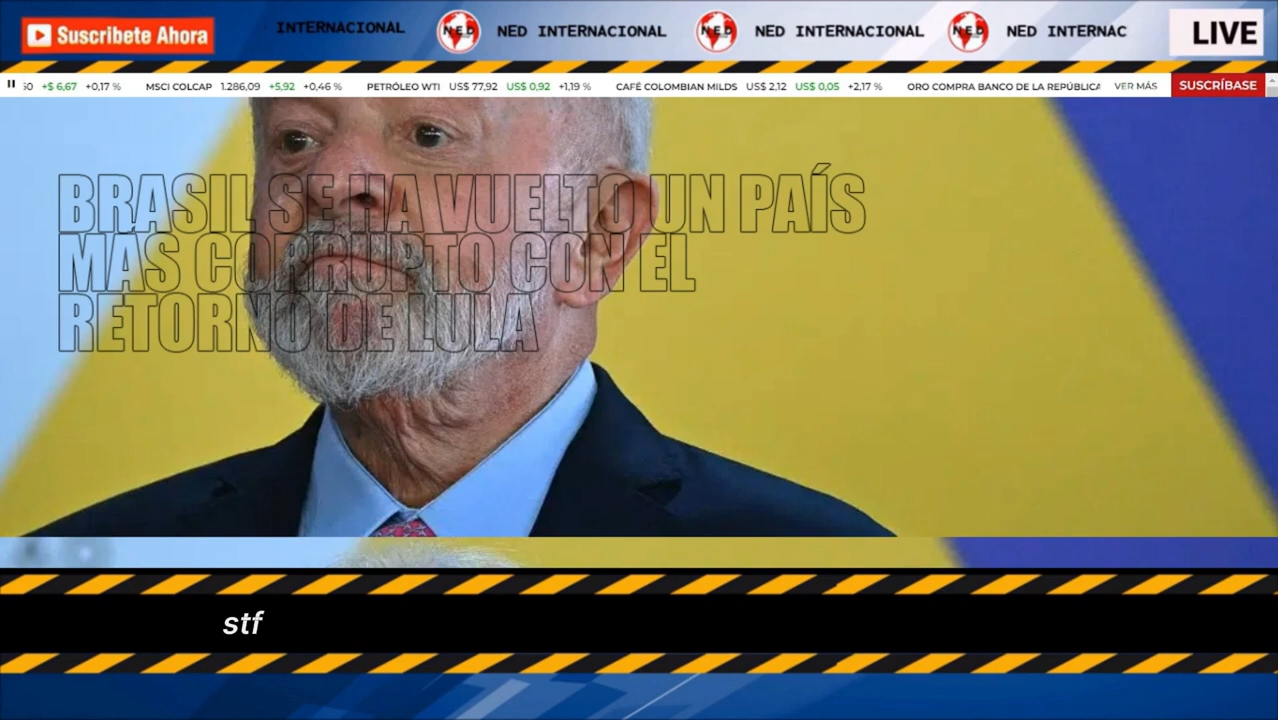 Suscribete Ahora
INTERNACIONAL NED NED INTERNACIONAL NED NED INTERNACIONAL NED NED INTERNAC
LIVE
+$ 6,67 +0,17 % MSCI COLCAP 1.286,09 +5,92 +0,46 % PETRÓLEO WTI US$ 77,92 US$ 0,92 +1,19 % CAFÉ COLOMBIAN MILDS US$ 2,12 US$ 0,05 +2,17 % ORO COMPRA BANCO DE LA REPÚBLICA VER MÁS SUSCRÍBASE
BRASIL SE HA VUELTO UN PAÍS
MÁS CORRUPTO CON EL
RETORNO DE LULA
stf